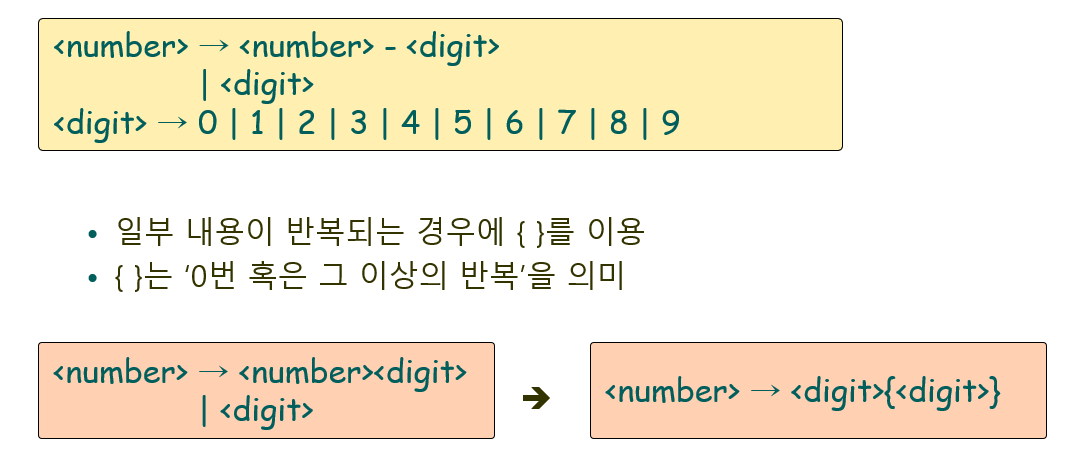 <number> → <number> - <digit>
| <digit>
<digit> → 0 | 1 | 2 | 3 | 4 | 5 | 6 | 7 | 8 | 9
• 일부 내용이 반복되는 경우에 { }를 이용
• { }는 ‘0번 혹은 그 이상의 반복’을 의미
<number> → <number><digit>
| <digit>
➔
<number> → <digit>{<digit>}